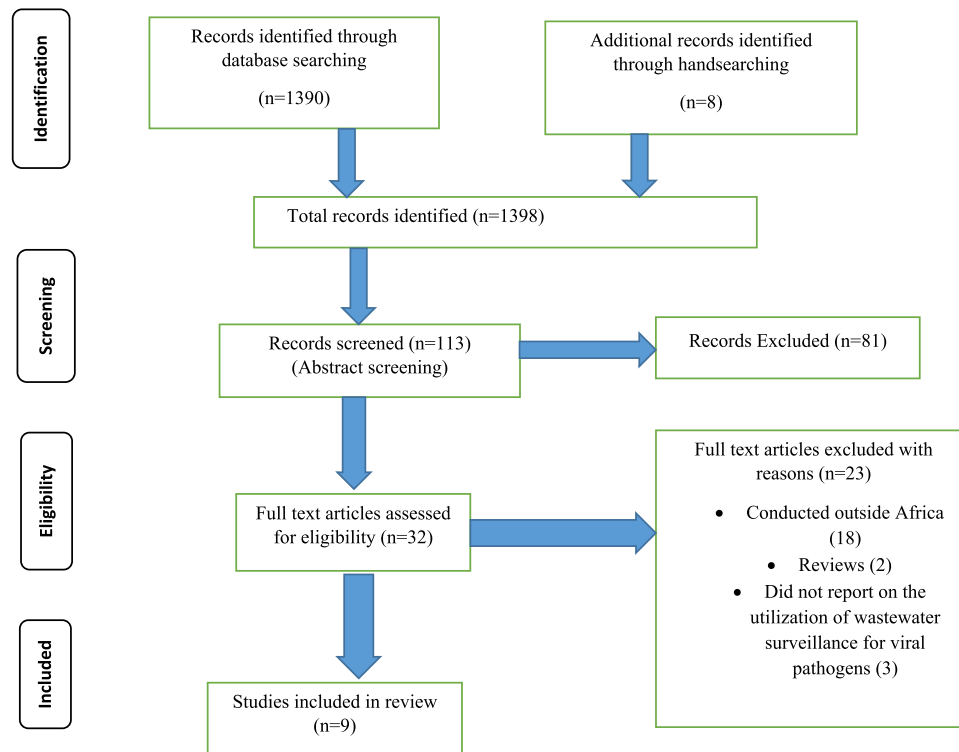 Identification
Records identified through
database searching
(n=1390)
Additional records identified
through handsearching
(n=8)
Total records identified (n=1398)
Screening
Records screened (n=113)
(Abstract screening)
Records Excluded (n=81)
Eligibility
Full text articles assessed
for eligibility (n=32)
Full text articles excluded with
reasons (n=23)
• Conducted outside Africa
(18)
• Reviews (2)
• Did not report on the
utilization of wastewater
surveillance for viral
pathogens (3)
Included
Studies included in review
(n=9)